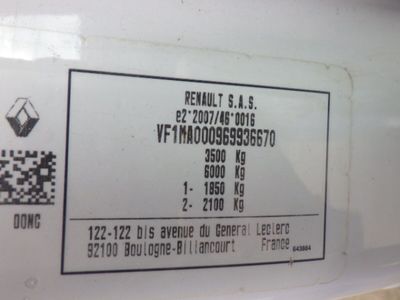 RENAULT S.A.S.
e2*2007/46*0016
VF1MA000969936670
3500 Kg
6000 Kg
1- 1850 Kg
2- 2100 Kg
122-122 bis avenue du General Leclerc
92100 Boulogne-Billancourt France
643884